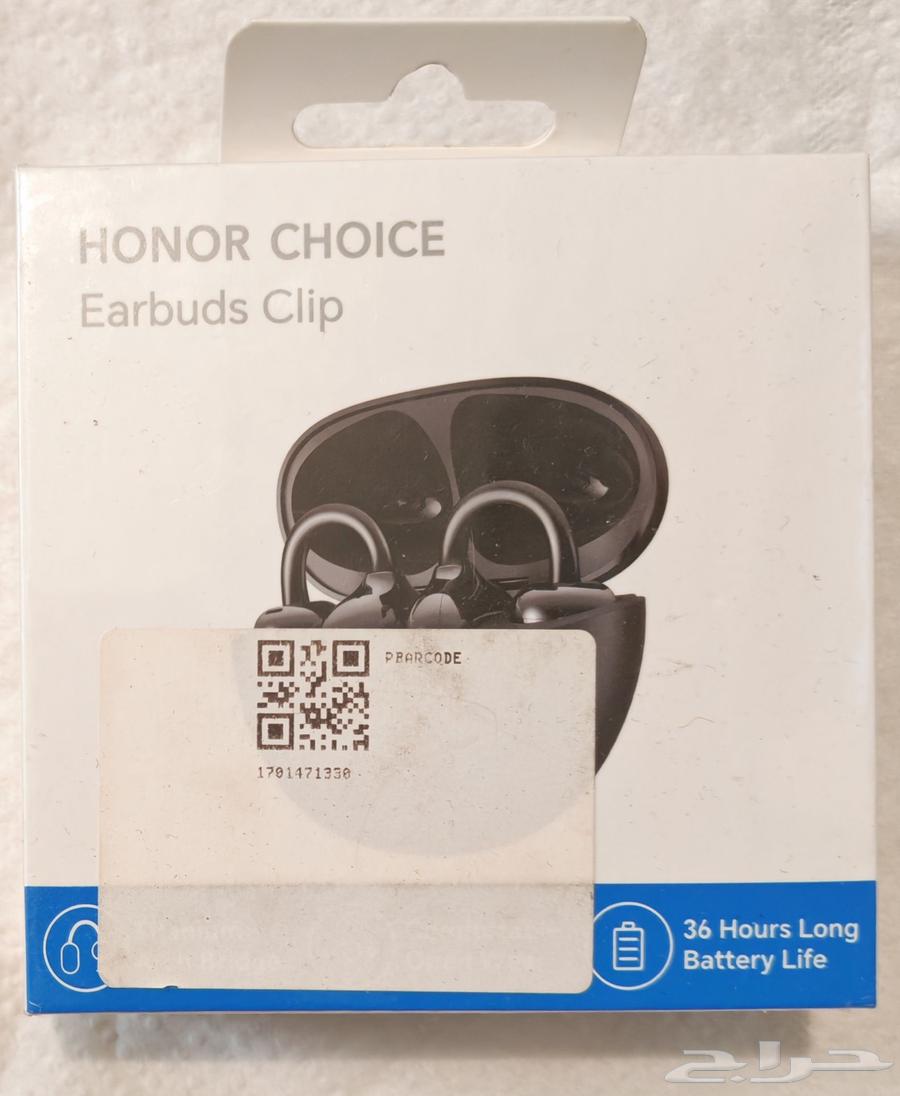 HONOR CHOICE
Earbuds Clip
PBARCODE
1701471330
36 Hours Long
Battery Life
حراج